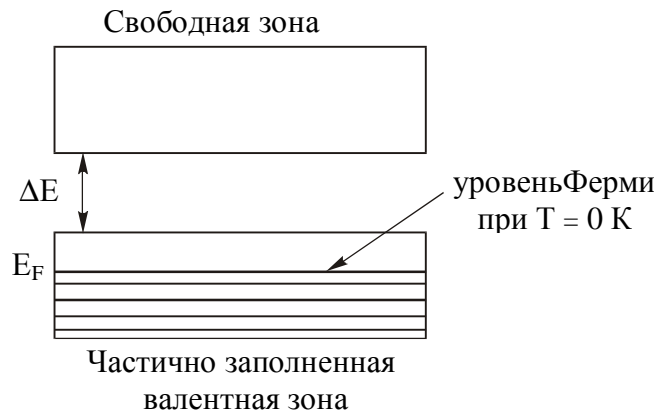 Свободная зона
ΔE
уровеньФерми
при T = 0 К
E_F
Частично заполненная
валентная зона